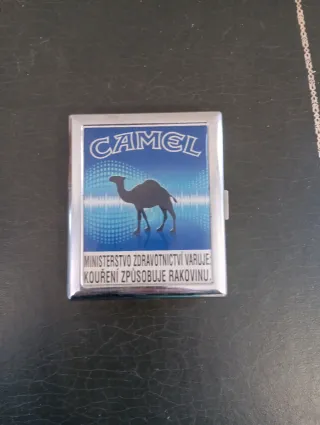 CAMEL
MINISTERSTVO ZDRAVOTNICTVÍ VARUJE:
KOUŘENÍ ZPŮSOBUJE RAKOVINU.